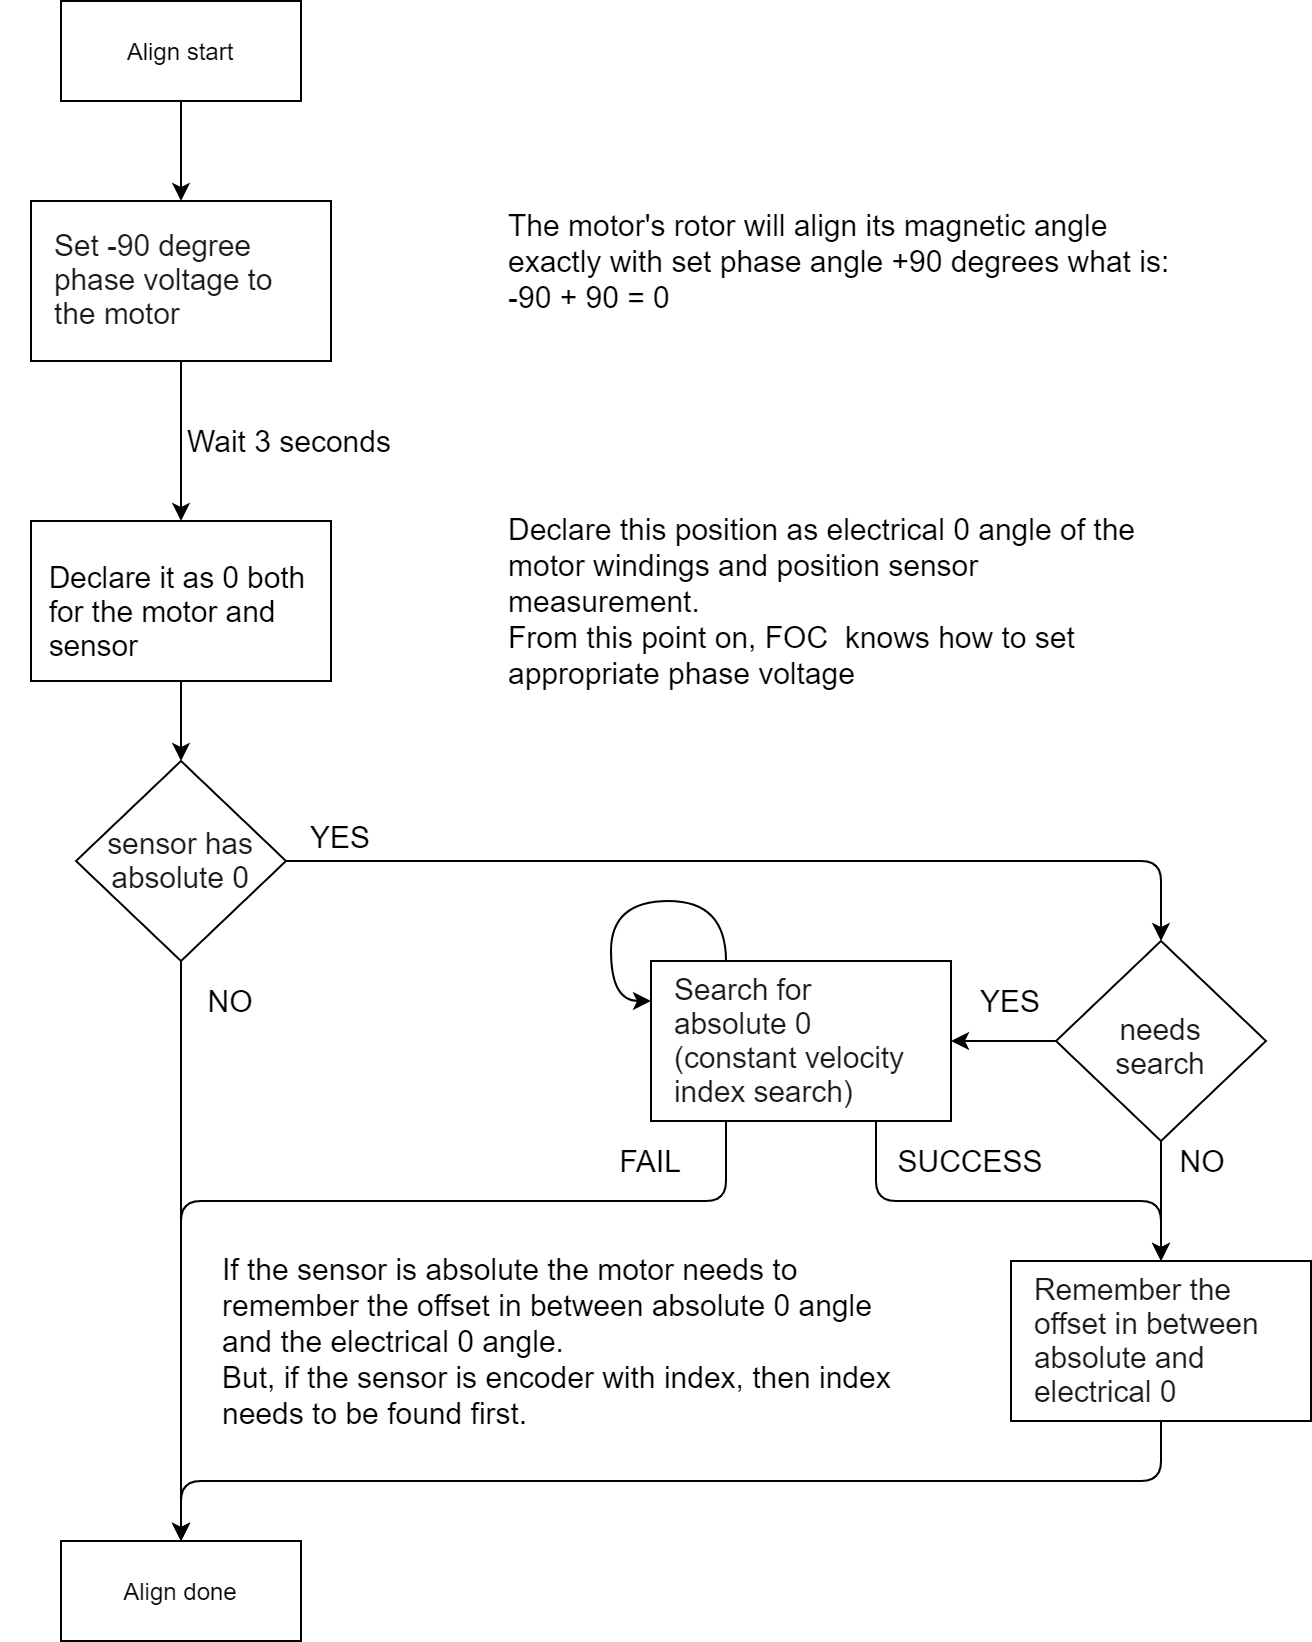 Align start
Set -90 degree
phase voltage to
the motor
The motor's rotor will align its magnetic angle
exactly with set phase angle +90 degrees what is:
-90 + 90 = 0
Wait 3 seconds
Declare it as 0 both
for the motor and
sensor
Declare this position as electrical 0 angle of the
motor windings and position sensor
measurement.
From this point on, FOC  knows how to set
appropriate phase voltage
sensor has
absolute 0
YES
NO
Search for
absolute 0
(constant velocity
index search)
YES
needs
search
FAIL
SUCCESS
NO
If the sensor is absolute the motor needs to
remember the offset in between absolute 0 angle
and the electrical 0 angle.
But, if the sensor is encoder with index, then index
needs to be found first.
Remember the
offset in between
absolute and
electrical 0
Align done